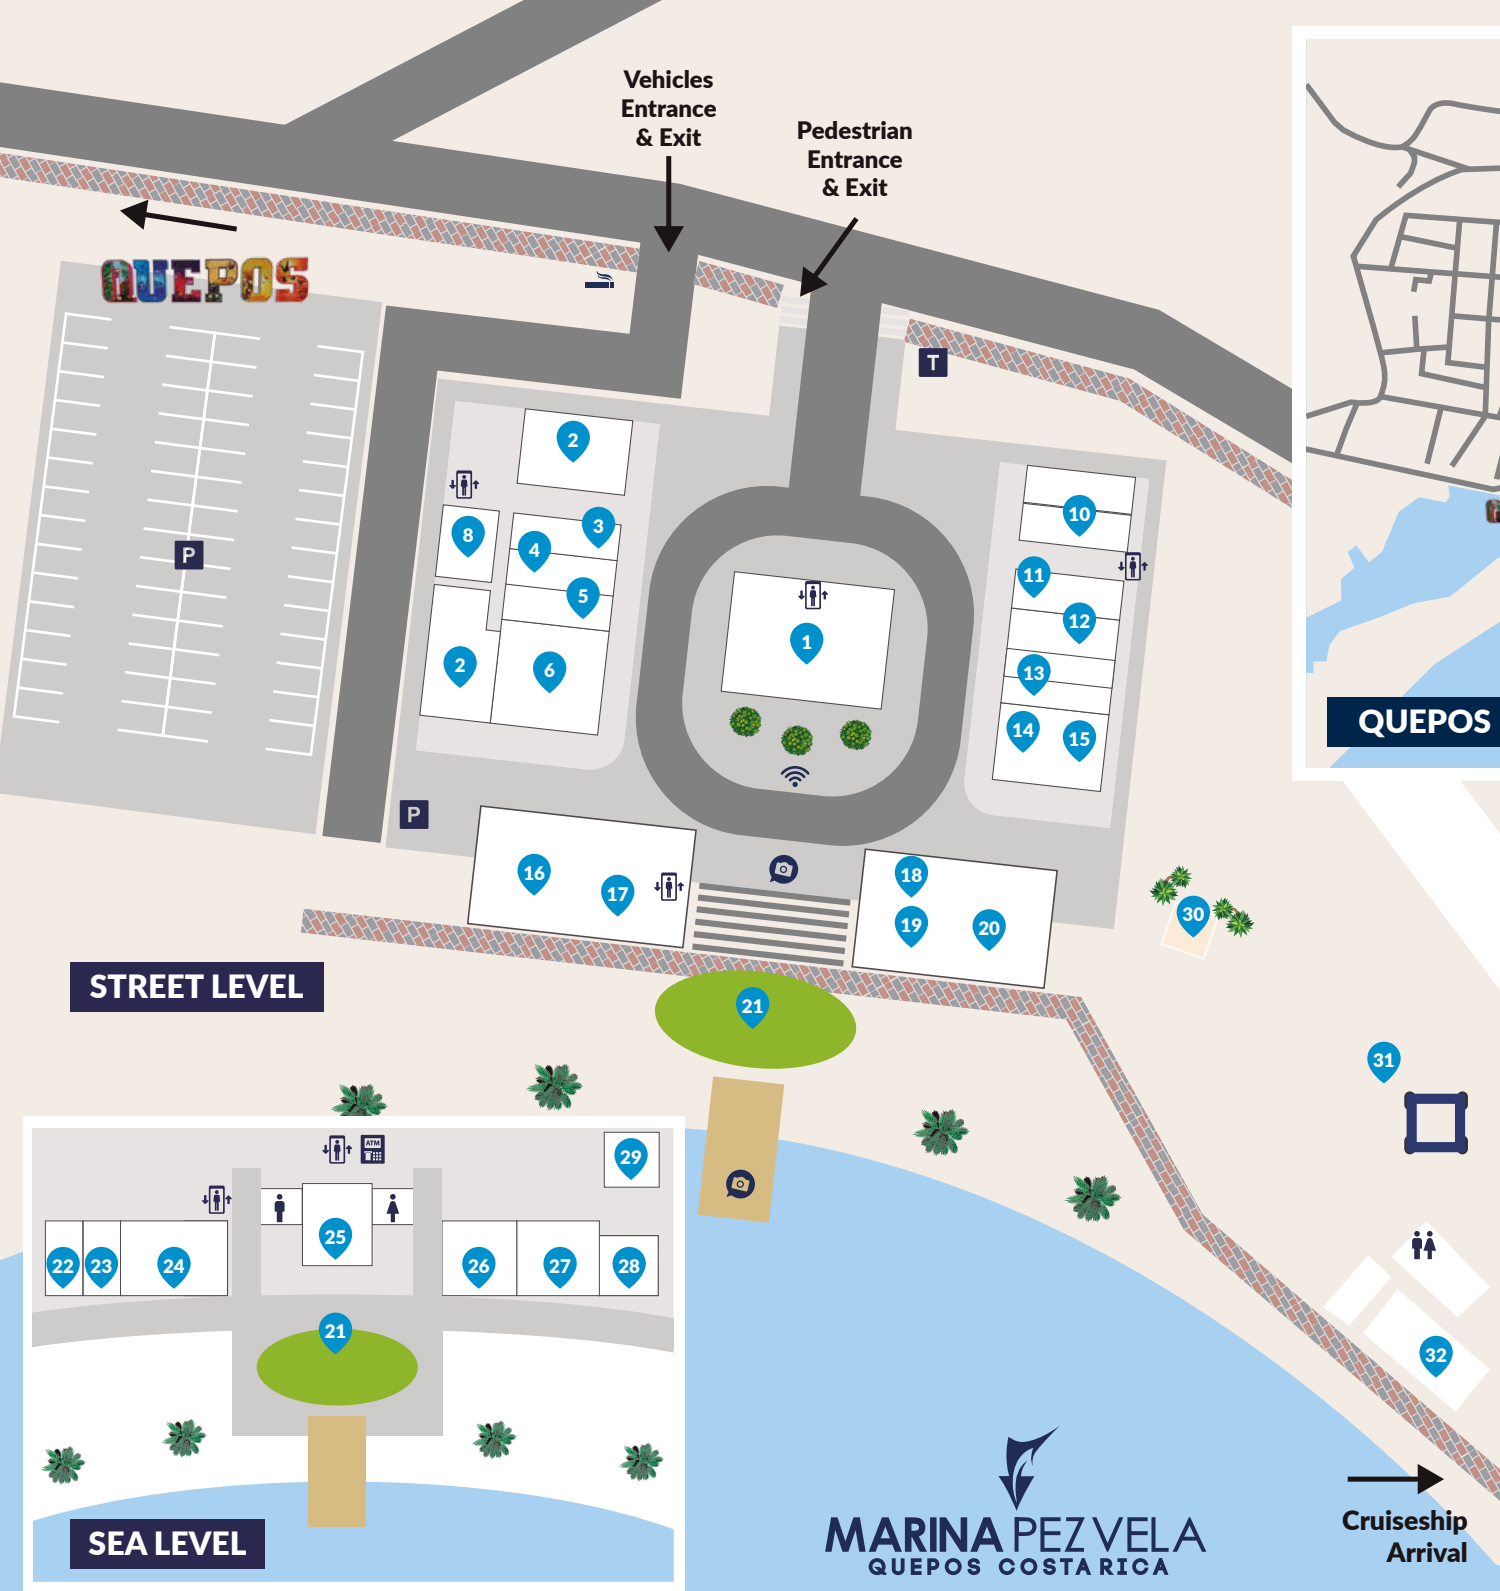 Vehicles
Entrance
& Exit
Pedestrian
Entrance
& Exit
QUEPOS
T
2
8
3
4
5
2
6
P
1
10
11
12
13
14
15
QUEPOS
P
16
17
18
19
20
30
STREET LEVEL
21
31
29
ATM
25
22
23
24
26
27
28
21
32
SEA LEVEL
MARINA PEZ VELA
QUEPOS COSTA RICA
Cruiseship
Arrival